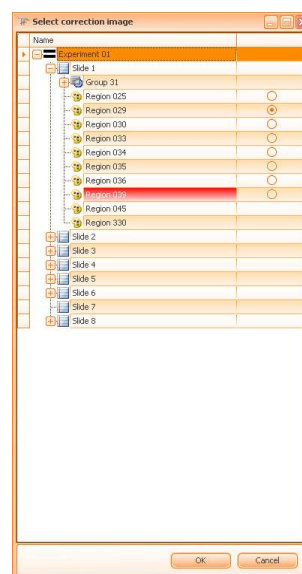 Select correction image
Name
Experiment 01
Slide 1
Group 31
Region 025
Region 029
Region 030
Region 033
Region 034
Region 035
Region 036
Region 039
Region 045
Region 330
Slide 2
Slide 3
Slide 4
Slide 5
Slide 6
Slide 7
Slide 8
OK Cancel